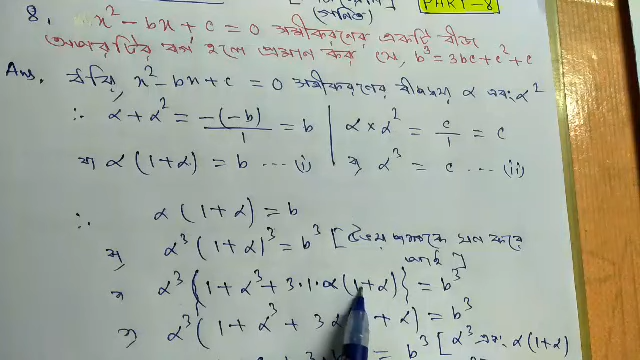 (গণিত) PART-8
8. x² - bx + c = 0 সমীকরণের একটি বীজ
অপরটির বর্গ হলে প্রমাণ কর যে, b³ = 3bc + c² + c
Ans. ধরি, x² - bx + c = 0 সমীকরণের বীজদ্বয় α এবং α²
∴ α + α² = -(-b)/1 = b | α × α² = c/1 = c
বা α(1+α) = b ---- (i) | বা, α³ = c ---- (ii)
∴ α(1+α) = b
বা α³(1+α)³ = b³ [উভয় পক্ষকে ঘন করে
পাই]
বা α³{1 + α³ + 3·1·α(1+α)} = b³
বা α³(1 + α³ + 3α + α) = b³
= b³ [α³ এবং α(1+α)